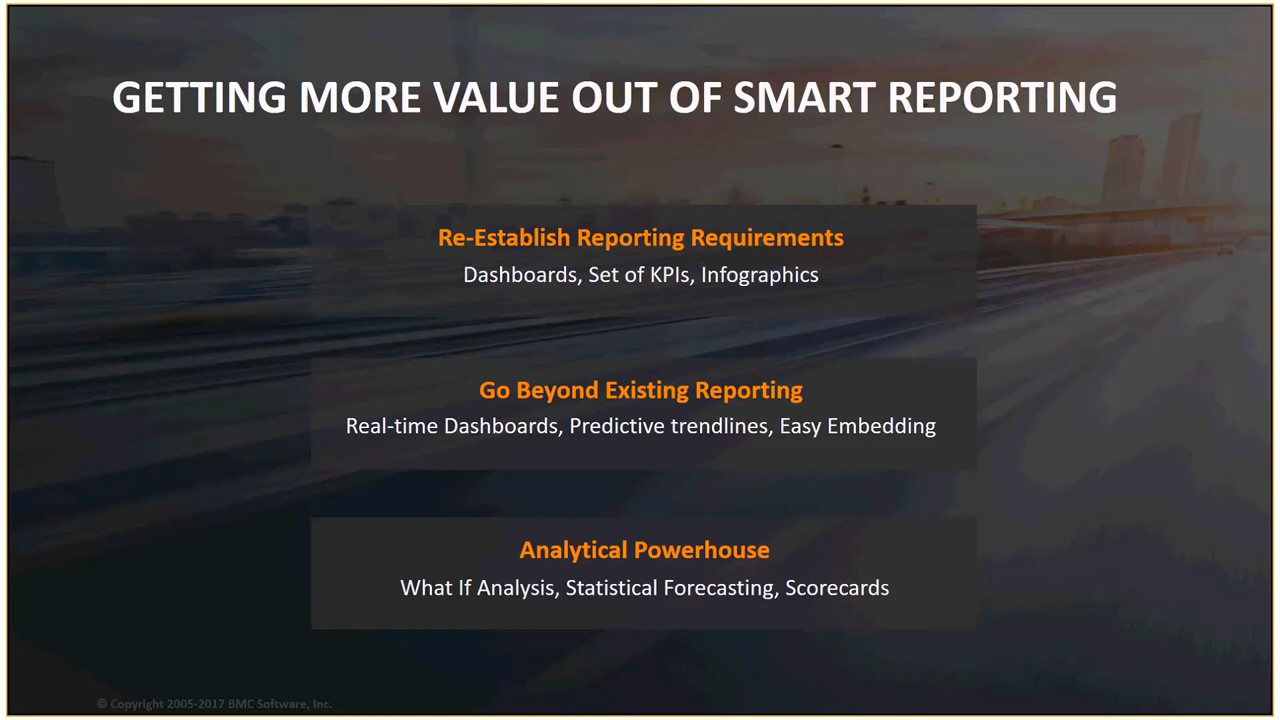 GETTING MORE VALUE OUT OF SMART REPORTING
Re-Establish Reporting Requirements
Dashboards, Set of KPIs, Infographics
Go Beyond Existing Reporting
Real-time Dashboards, Predictive trendlines, Easy Embedding
Analytical Powerhouse
What If Analysis, Statistical Forecasting, Scorecards
© Copyright 2005-2017 BMC Software, Inc.